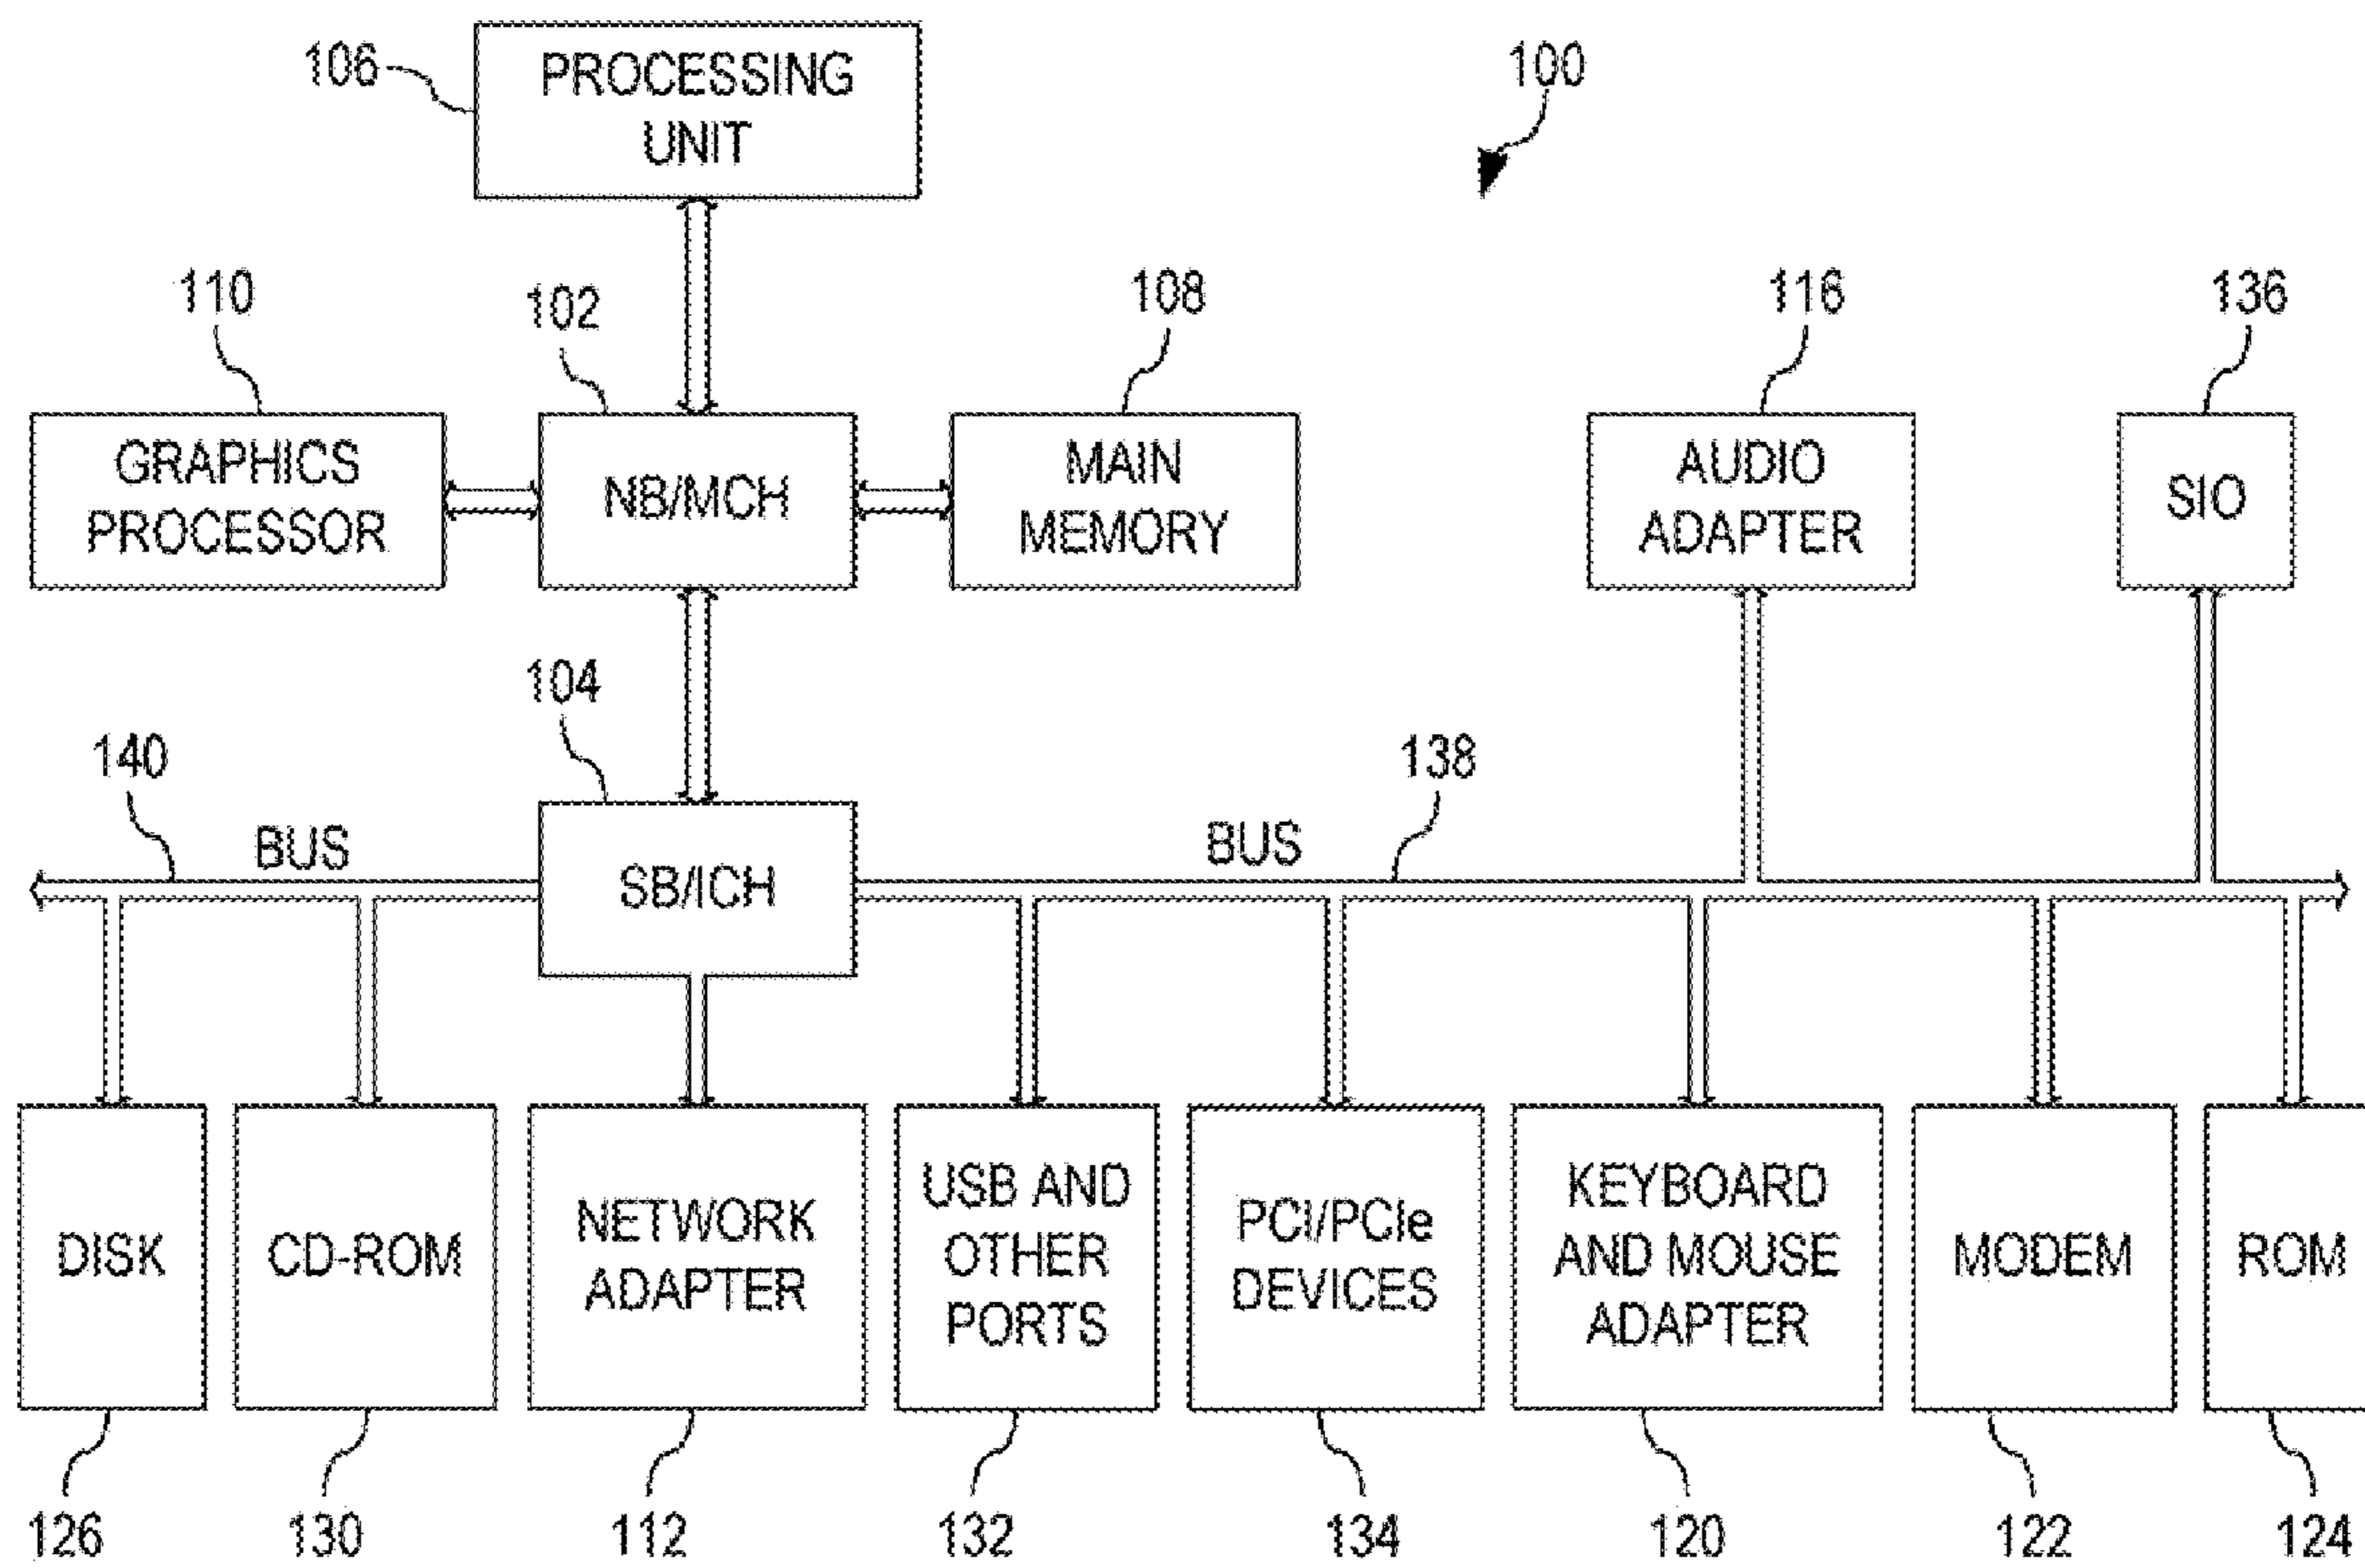 106
PROCESSING
UNIT
100
110
102
108
116
136
GRAPHICS
PROCESSOR
NB/MCH
MAIN
MEMORY
AUDIO
ADAPTER
SIO
104
140
BUS
SB/ICH
BUS
138
DISK
CD-ROM
NETWORK
ADAPTER
USB AND
OTHER
PORTS
PCI/PCIe
DEVICES
KEYBOARD
AND MOUSE
ADAPTER
MODEM
ROM
126
130
112
132
134
120
122
124